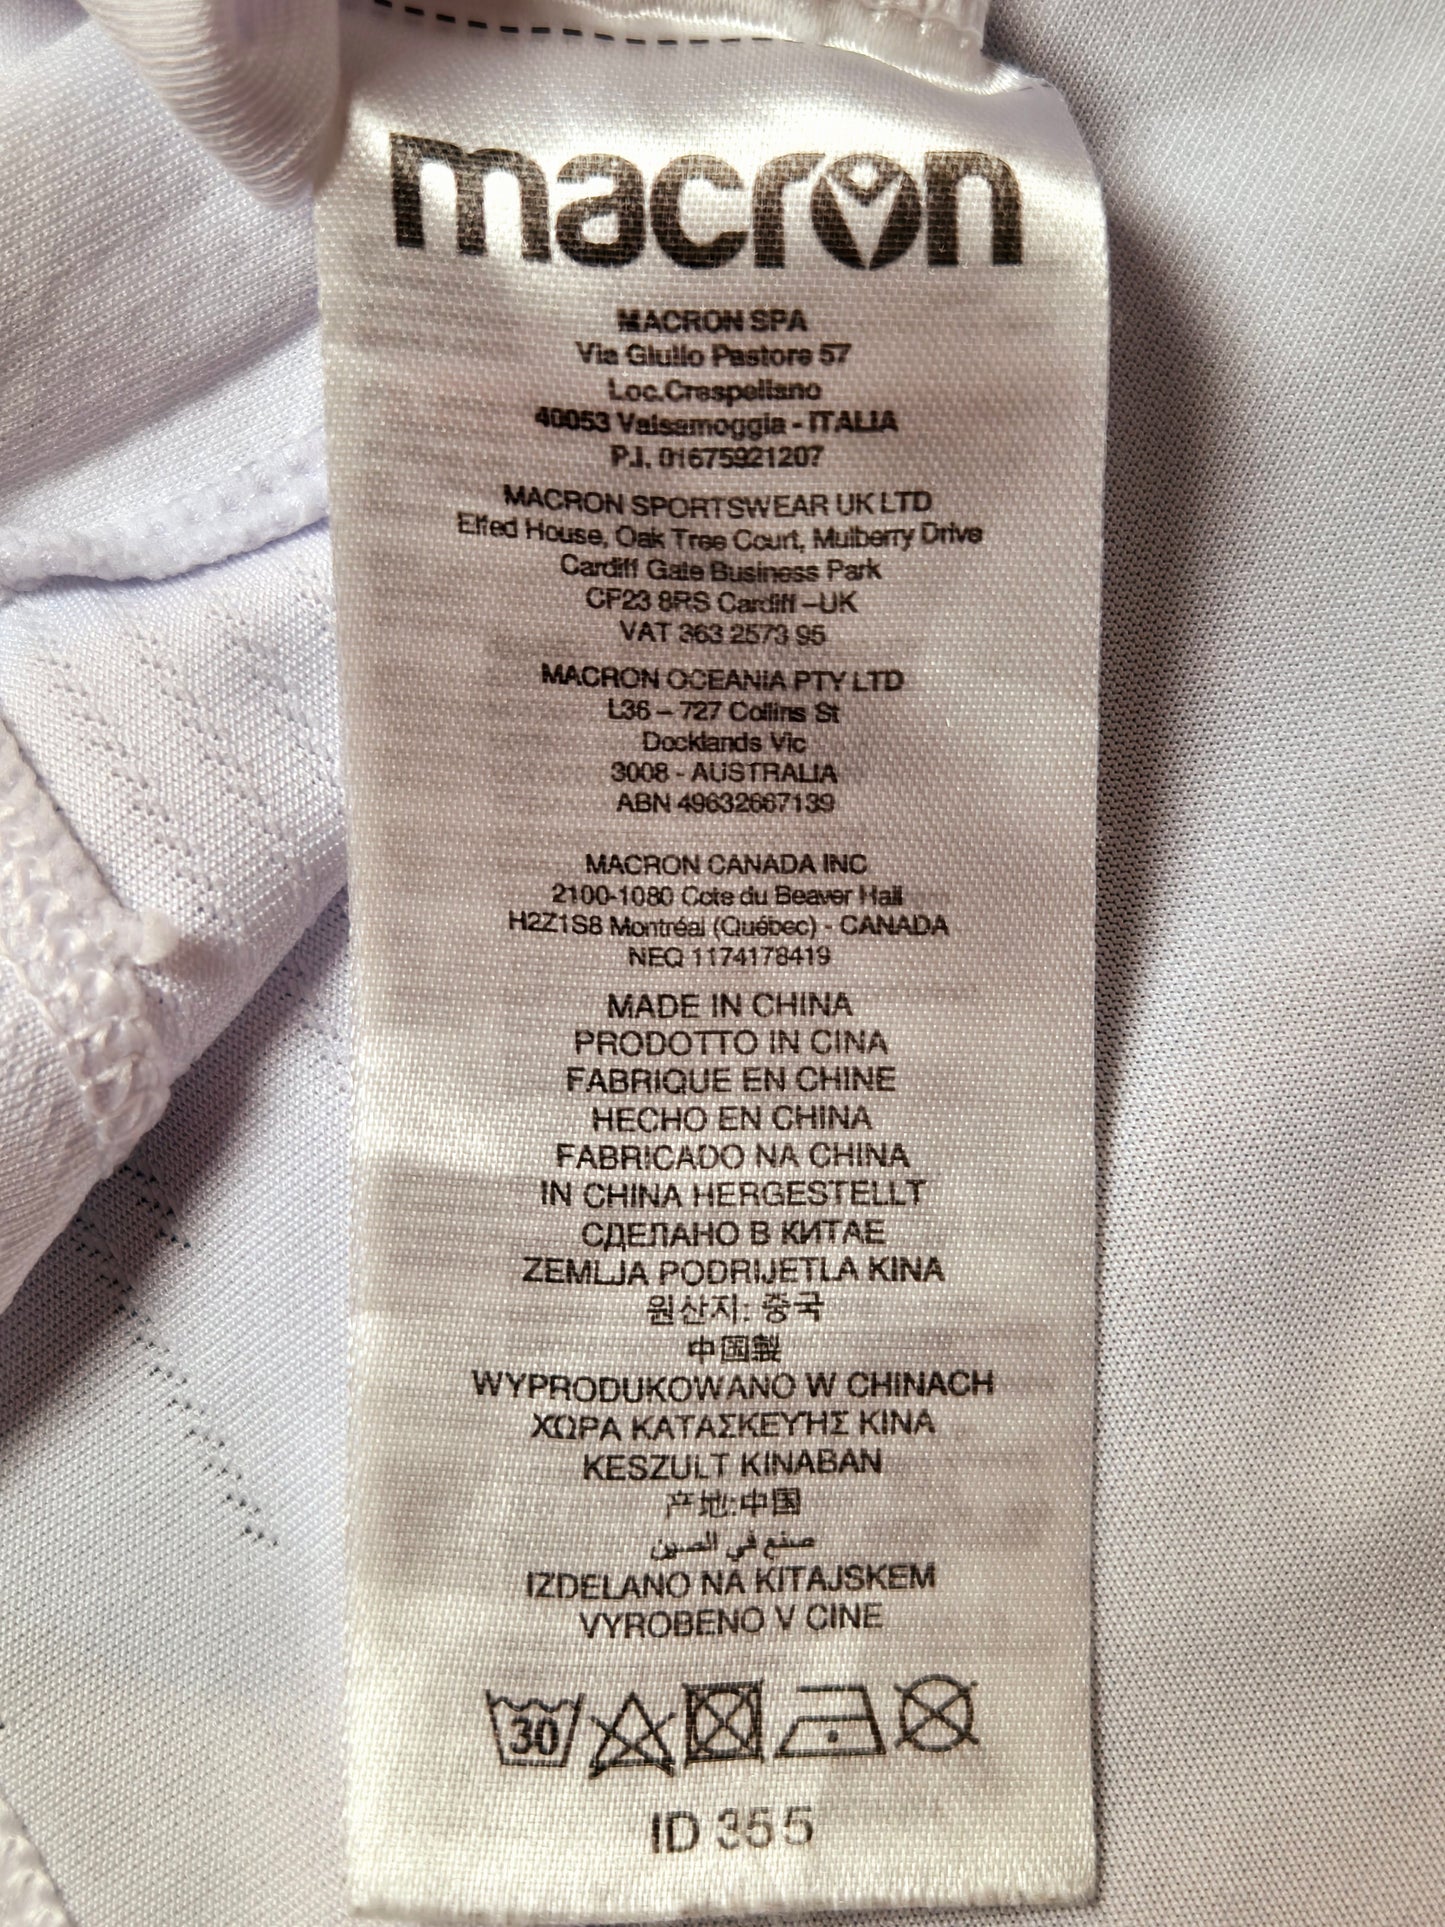 macron
MACRON SPA
Via Giulio Pastore 57
Loc.Crespellano
40053 Valsamoggia - ITALIA
P.I. 01675921207
MACRON SPORTSWEAR UK LTD
Elfed House, Oak Tree Court, Mulberry Drive
Cardiff Gate Business Park
CF23 8RS Cardiff –UK
VAT 363 2573 95
MACRON OCEANIA PTY LTD
L36 – 727 Collins St
Docklands Vic
3008 - AUSTRALIA
ABN 49632667139
MACRON CANADA INC
2100-1080 Cote du Beaver Hall
H2Z1S8 Montréal (Québec) - CANADA
NEQ 1174178419
MADE IN CHINA
PRODOTTO IN CINA
FABRIQUE EN CHINE
HECHO EN CHINA
FABRICADO NA CHINA
IN CHINA HERGESTELLT
СДЕЛАНО В КИТАЕ
ZEMLJA PODRIJETLA KINA
원산지: 중국
中国製
WYPRODUKOWANO W CHINACH
ΧΩΡΑ ΚΑΤΑΣΚΕΥΉΣ ΚΙΝΑ
KESZULT KINABAN
产地:中国
صنع في الصين
IZDELANO NA KITAJSKEM
VYROBENO V CINE
30
ID 355